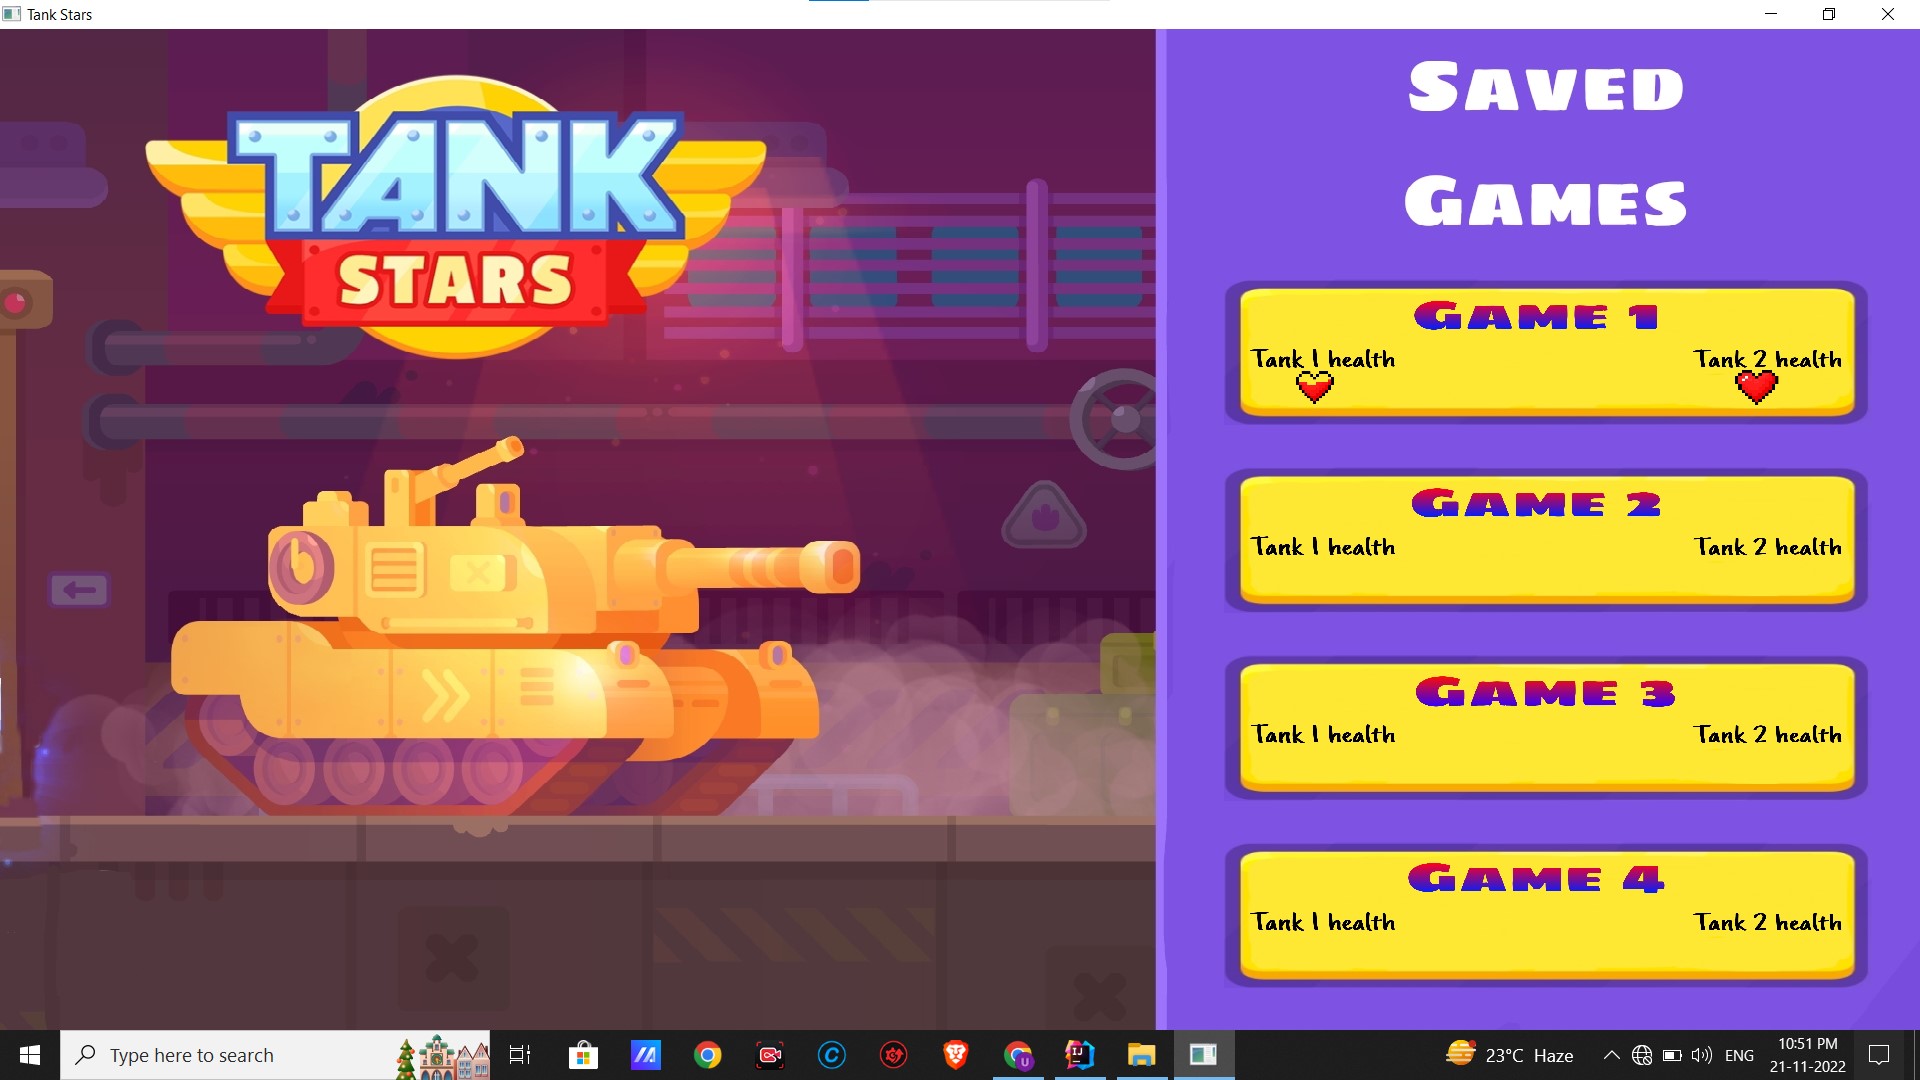 Tank Stars
TANK
STARS
SAVED
GAMES
GAME 1
Tank 1 health
Tank 2 health
GAME 2
Tank 1 health
Tank 2 health
GAME 3
Tank 1 health
Tank 2 health
GAME 4
Tank 1 health
Tank 2 health
Type here to search
23°C Haze
ENG
10:51 PM
21-11-2022